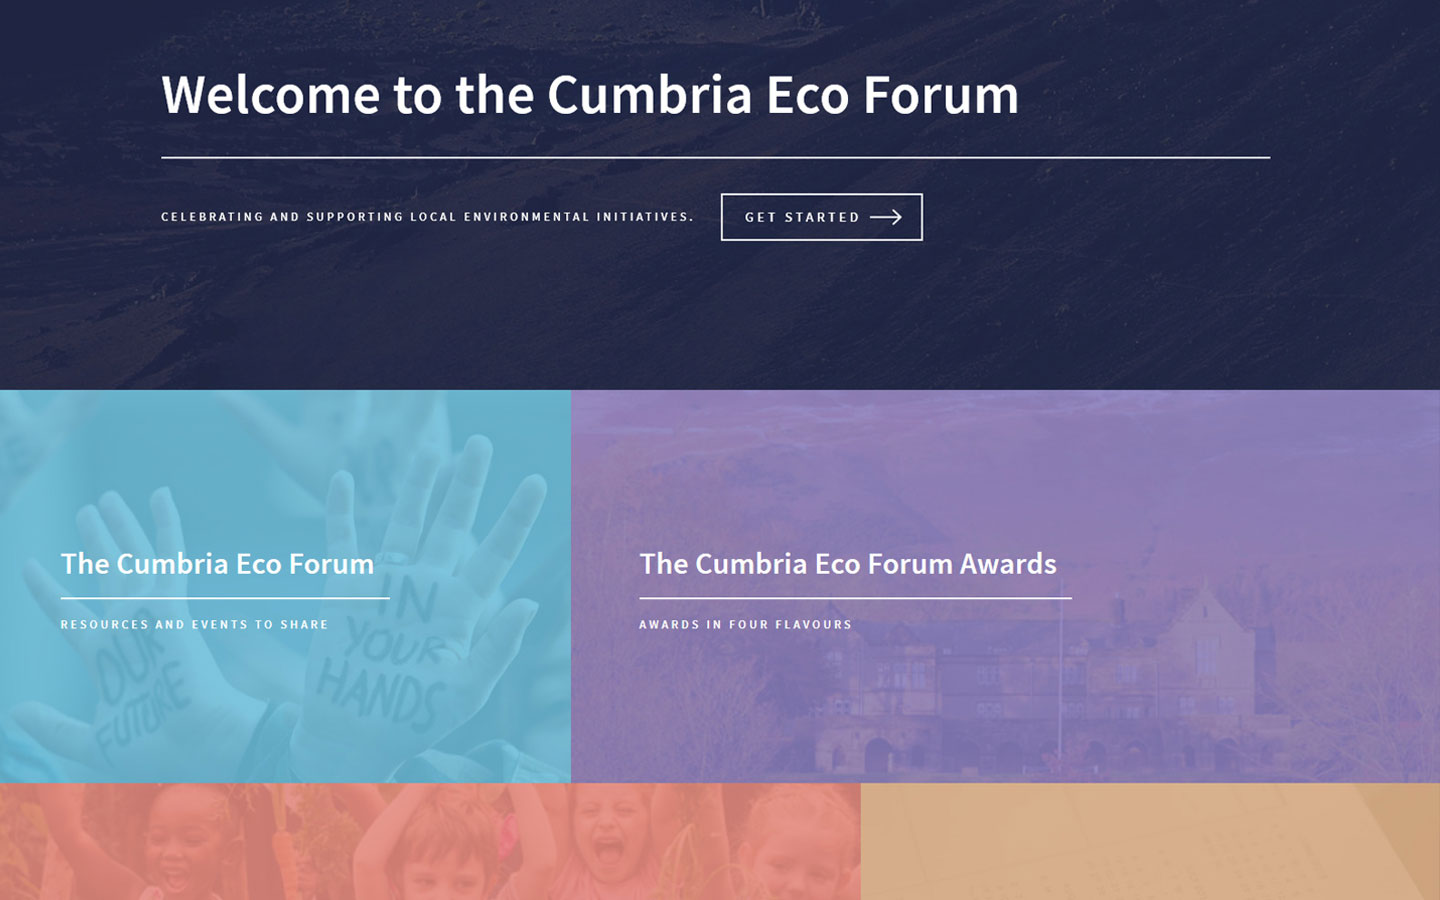 Welcome to the Cumbria Eco Forum
CELEBRATING AND SUPPORTING LOCAL ENVIRONMENTAL INITIATIVES.
GET STARTED
The Cumbria Eco Forum
RESOURCES AND EVENTS TO SHARE
OUR
FUTURE
IN
YOUR
HANDS
The Cumbria Eco Forum Awards
AWARDS IN FOUR FLAVOURS